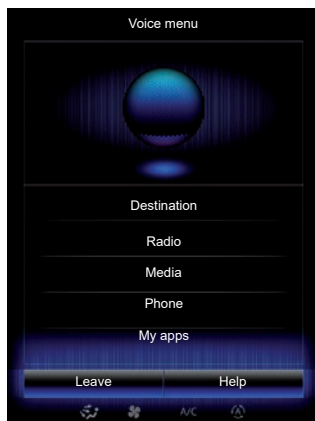 Voice menu
Destination
Radio
Media
Phone
My apps
Leave Help
A/C